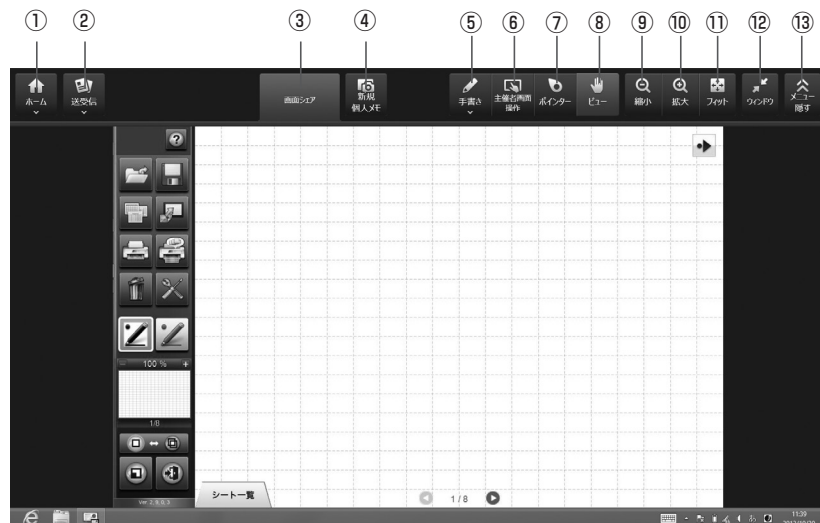 ① ② ③ ④ ⑤ ⑥ ⑦ ⑧ ⑨ ⑩ ⑪ ⑫ ⑬
ホーム
送受信
画面シェア
新規
個人メモ
手書き
主催者画面
操作
ポインター
ビュー
縮小
拡大
フィット
ウィンドウ
メニュー
隠す
?
− 100 % +
1/8
シート一覧
1 / 8
11:39